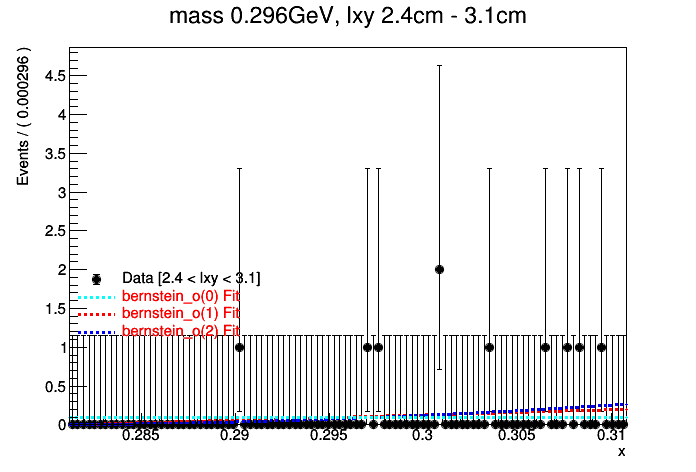 mass 0.296GeV, lxy 2.4cm - 3.1cm
Events / ( 0.000296 )
4.5
4
3.5
3
2.5
2
1.5
1
0.5
0
Data [2.4 < lxy < 3.1]
bernstein_o(0) Fit
bernstein_o(1) Fit
bernstein_o(2) Fit
0.285 0.29 0.295 0.3 0.305 0.31
x